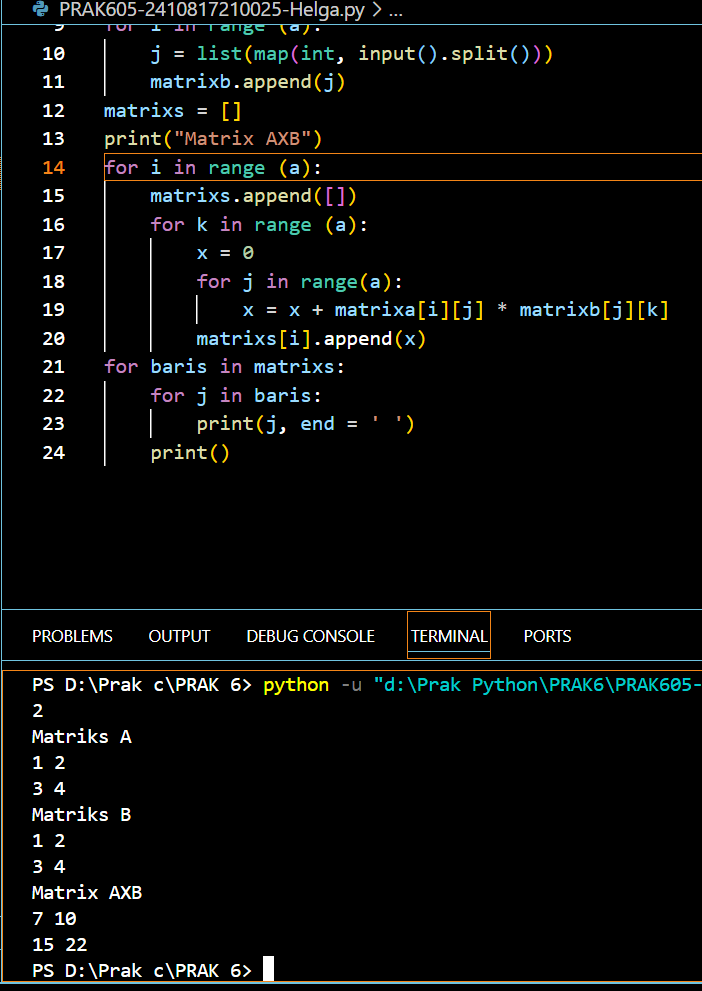 PRAK605-2410817210025-Helga.py > ...
9 for i in range (a):
10 j = list(map(int, input().split()))
11 matrixb.append(j)
12 matrixs = []
13 print("Matrix AXB")
14 for i in range (a):
15 matrixs.append([])
16 for k in range (a):
17 x = 0
18 for j in range(a):
19 x = x + matrixa[i][j] * matrixb[j][k]
20 matrixs[i].append(x)
21 for baris in matrixs:
22 for j in baris:
23 print(j, end = ' ')
24 print()
PROBLEMS OUTPUT DEBUG CONSOLE TERMINAL PORTS
PS D:\Prak c\PRAK 6> python -u "d:\Prak Python\PRAK6\PRAK605-
2
Matriks A
1 2
3 4
Matriks B
1 2
3 4
Matrix AXB
7 10
15 22
PS D:\Prak c\PRAK 6>